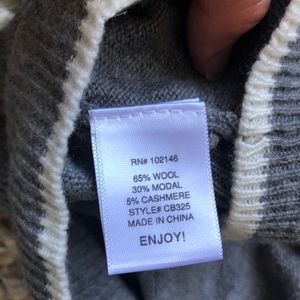 RN# 102146
65% WOOL
30% MODAL
5% CASHMERE
STYLE# CB325
MADE IN CHINA
ENJOY!